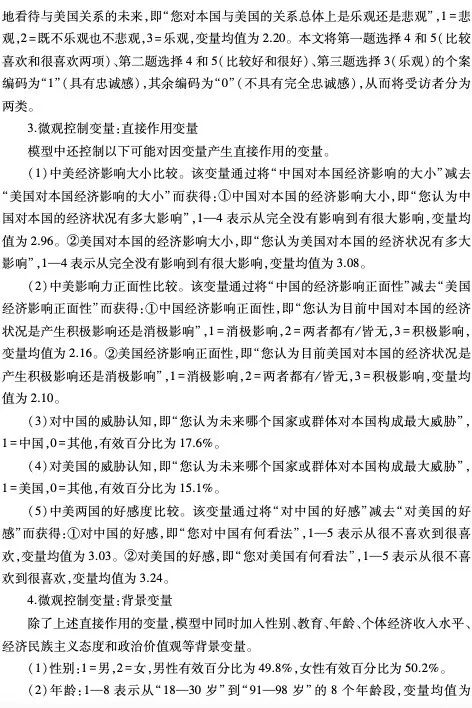 地看待与美国关系的未来,即“您对本国与美国的关系总体上是乐观还是悲观”,1=悲
观,2=既不乐观也不悲观,3=乐观,变量均值为 2.20。本文将第一题选择 4 和 5(比较
喜欢和很喜欢两项)、第二题选择 4 和 5(比较好和很好)、第三题选择 3(乐观)的个案
编码为“1”(具有忠诚感),其余编码为“0”(不具有完全忠诚感),从而将受访者分为
两类。
3.微观控制变量:直接作用变量
模型中还控制以下可能对因变量产生直接作用的变量。
(1)中美经济影响大小比较。该变量通过将“中国对本国经济影响的大小”减去
“美国对本国经济影响的大小”而获得:①中国对本国的经济影响大小,即“您认为中
国对本国的经济状况有多大影响”,1—4 表示从完全没有影响到有很大影响,变量均
值为 2.96。②美国对本国的经济影响大小,即“您认为美国对本国的经济状况有多大
影响”,1—4 表示从完全没有影响到有很大影响,变量均值为 3.08。
(2)中美影响力正面性比较。该变量通过将“中国的经济影响正面性”减去“美国
经济影响正面性”而获得:①中国经济影响正面性,即“您认为目前中国对本国的经济
状况是产生积极影响还是消极影响”,1=消极影响,2=两者都有/皆无,3=积极影响,
变量均值为 2.16。②美国经济影响正面性,即“您认为目前美国对本国的经济状况是
产生积极影响还是消极影响”,1=消极影响,2=两者都有/皆无,3=积极影响,变量均
值为 2.10。
(3)对中国的威胁认知,即“您认为未来哪个国家或群体对本国构成最大威胁”,
1=中国,0=其他,有效百分比为 17.6%。
(4)对美国的威胁认知,即“您认为未来哪个国家或群体对本国构成最大威胁”,
1=美国,0=其他,有效百分比为 15.1%。
(5)中美两国的好感度比较。该变量通过将“对中国的好感”减去“对美国的好
感”而获得:①对中国的好感,即“您对中国有何看法”,1—5 表示从很不喜欢到很喜
欢,变量均值为 3.03。②对美国的好感,即“您对美国有何看法”,1—5 表示从很不喜
欢到很喜欢,变量均值为 3.24。
4.微观控制变量:背景变量
除了上述直接作用的变量,模型中同时加入性别、教育、年龄、个体经济收入水平、
经济民族主义态度和政治价值观等背景变量。
(1)性别:1=男,2=女,男性有效百分比为 49.8%,女性有效百分比为 50.2%。
(2)年龄:1—8 表示从“18—30 岁”到“91—98 岁”的 8 个年龄段,变量均值为